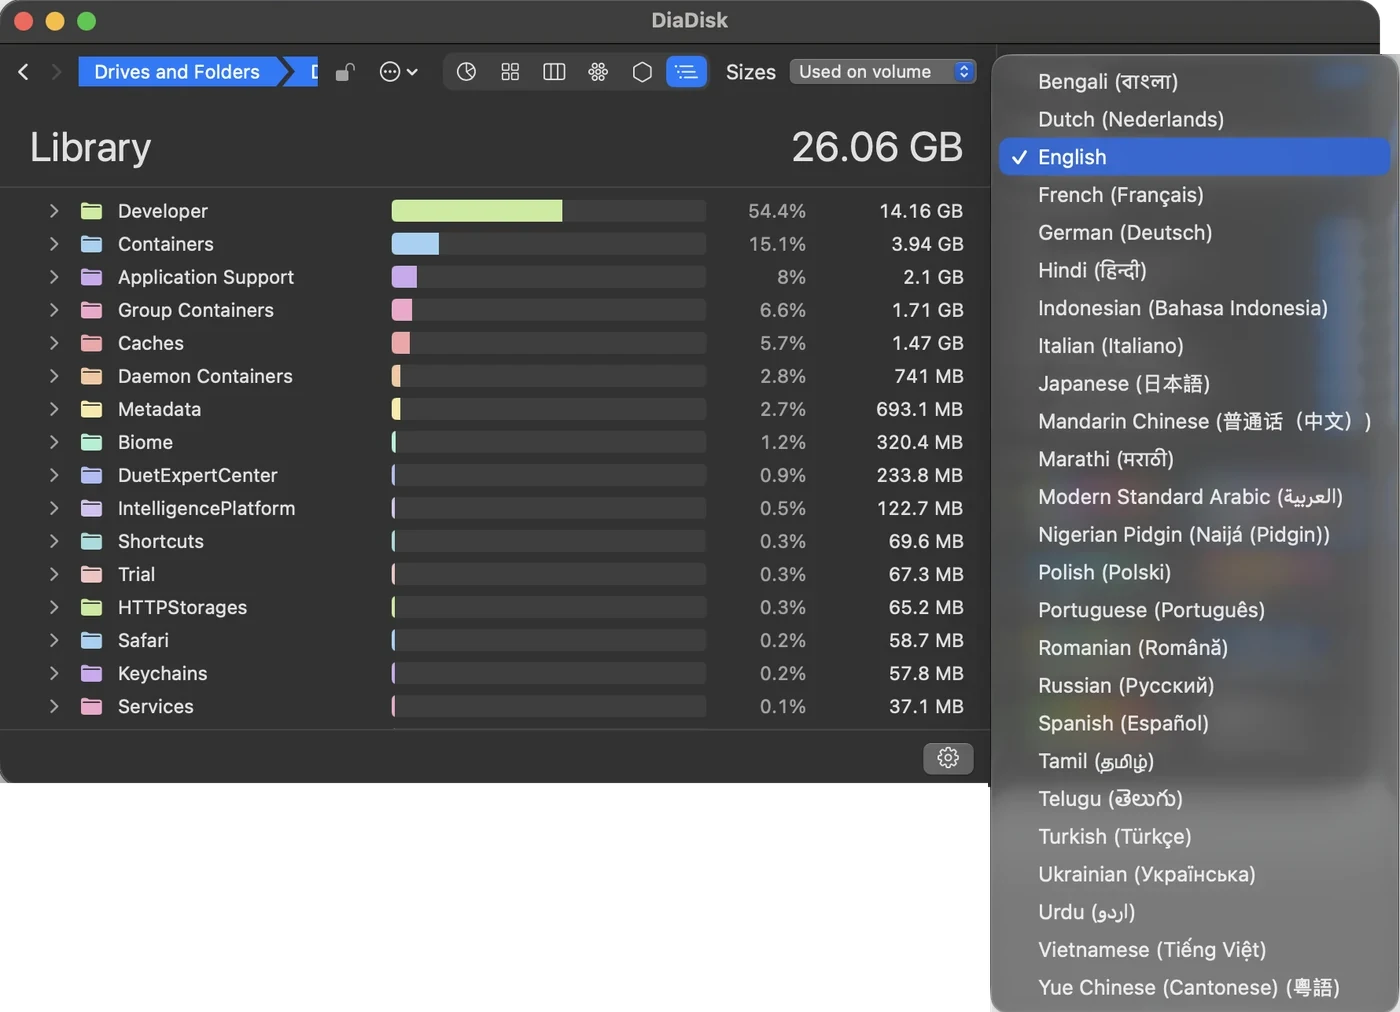 DiaDisk
Drives and Folders
Sizes
Used on volume
Library
26.06 GB
Developer 54.4% 14.16 GB
Containers 15.1% 3.94 GB
Application Support 8% 2.1 GB
Group Containers 6.6% 1.71 GB
Caches 5.7% 1.47 GB
Daemon Containers 2.8% 741 MB
Metadata 2.7% 693.1 MB
Biome 1.2% 320.4 MB
DuetExpertCenter 0.9% 233.8 MB
IntelligencePlatform 0.5% 122.7 MB
Shortcuts 0.3% 69.6 MB
Trial 0.3% 67.3 MB
HTTPStorages 0.3% 65.2 MB
Safari 0.2% 58.7 MB
Keychains 0.2% 57.8 MB
Services 0.1% 37.1 MB
Bengali (বাংলা)
Dutch (Nederlands)
English
French (Français)
German (Deutsch)
Hindi (हिन्दी)
Indonesian (Bahasa Indonesia)
Italian (Italiano)
Japanese (日本語)
Mandarin Chinese (普通话（中文）)
Marathi (मराठी)
Modern Standard Arabic (العربية)
Nigerian Pidgin (Naijá (Pidgin))
Polish (Polski)
Portuguese (Português)
Romanian (Română)
Russian (Русский)
Spanish (Español)
Tamil (தமிழ்)
Telugu (తెలుగు)
Turkish (Türkçe)
Ukrainian (Українська)
Urdu (اردو)
Vietnamese (Tiếng Việt)
Yue Chinese (Cantonese) (粵語)